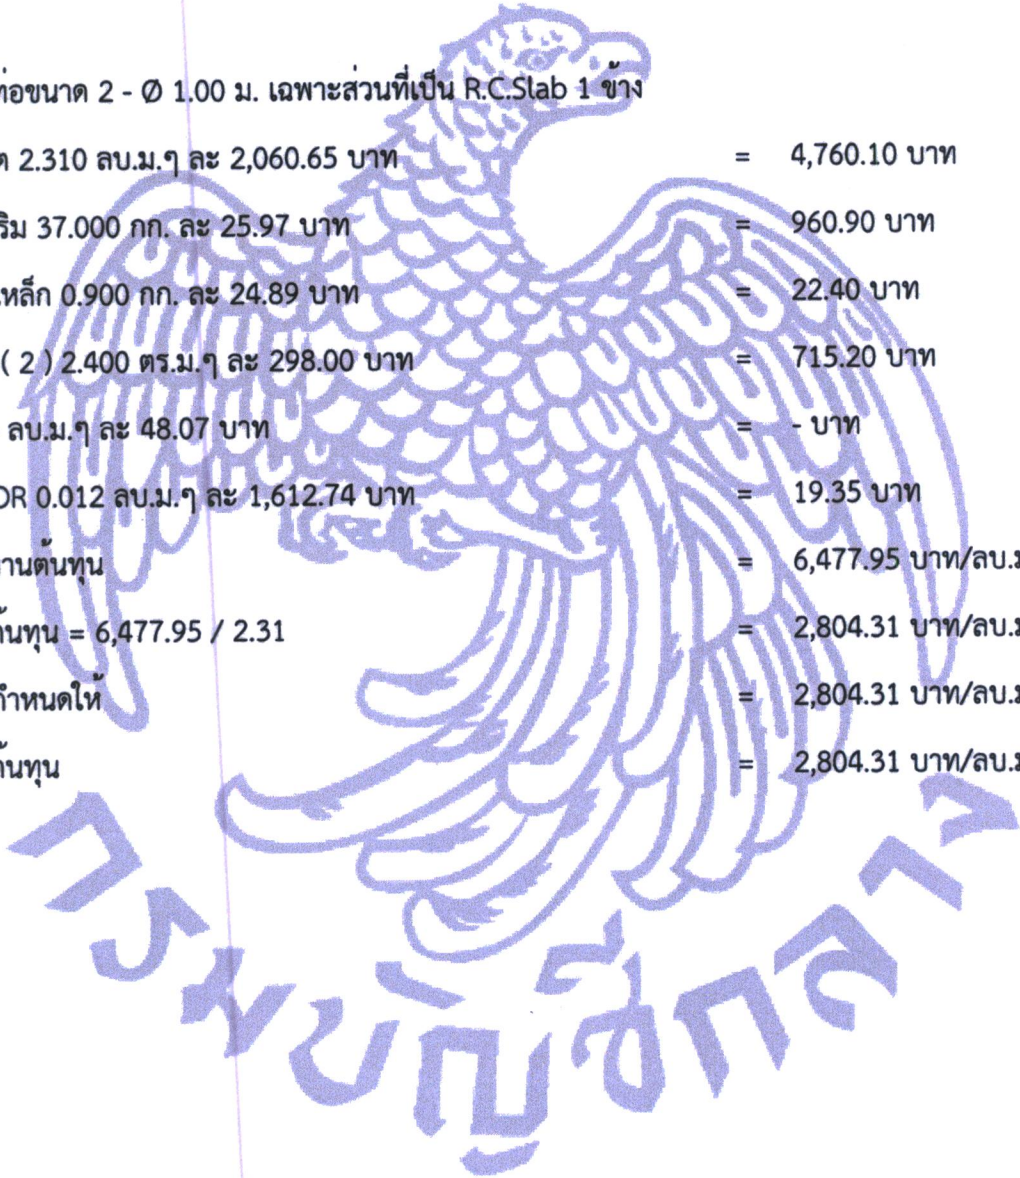 ท่อขนาด 2 - Ø 1.00 ม. เฉพาะส่วนที่เป็น R.C.Slab 1 ข้าง
2.310 ลบ.ม.ๆ ละ 2,060.65 บาท = 4,760.10 บาท
ริม 37.000 กก. ละ 25.97 บาท = 960.90 บาท
เหล็ก 0.900 กก. ละ 24.89 บาท = 22.40 บาท
( 2 ) 2.400 ตร.ม.ๆ ละ 298.00 บาท = 715.20 บาท
ลบ.ม.ๆ ละ 48.07 บาท = - บาท
OR 0.012 ลบ.ม.ๆ ละ 1,612.74 บาท = 19.35 บาท
านต้นทุน = 6,477.95 บาท/ลบ.ม
้นทุน = 6,477.95 / 2.31 = 2,804.31 บาท/ลบ.ม
กำหนดให้ = 2,804.31 บาท/ลบ.ม
้นทุน = 2,804.31 บาท/ลบ.ม
กรมบัญชีกลาง